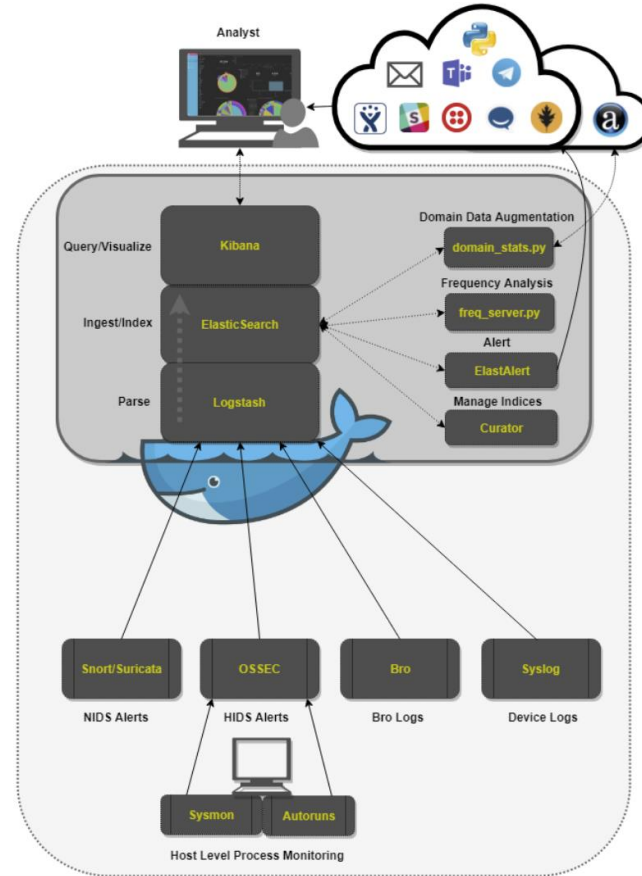 Analyst
S
a
Domain Data Augmentation
Query/Visualize
Kibana
domain_stats.py
Frequency Analysis
Ingest/Index
ElasticSearch
freq_server.py
Alert
ElastAlert
Parse
Logstash
Manage Indices
Curator
Snort/Suricata
OSSEC
Bro
Syslog
NIDS Alerts
HIDS Alerts
Bro Logs
Device Logs
Sysmon
Autoruns
Host Level Process Monitoring